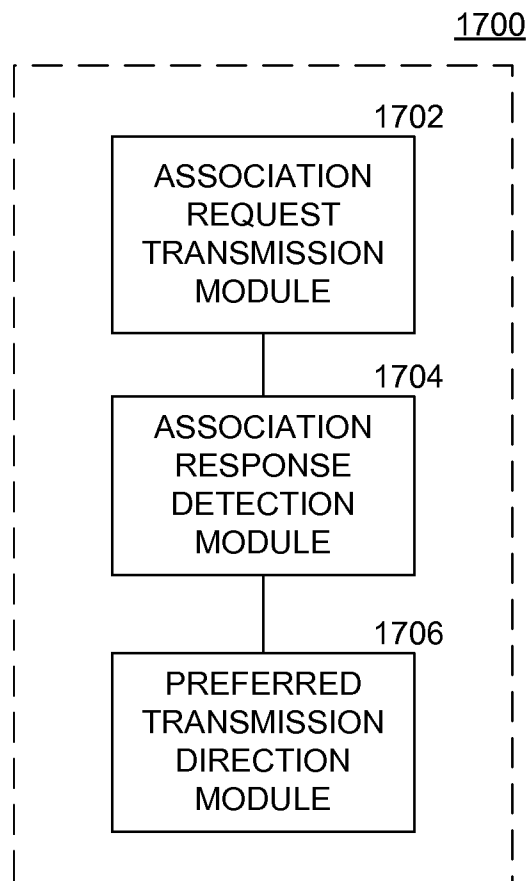 1700
1702
ASSOCIATION
REQUEST
TRANSMISSION
MODULE
1704
ASSOCIATION
RESPONSE
DETECTION
MODULE
1706
PREFERRED
TRANSMISSION
DIRECTION
MODULE